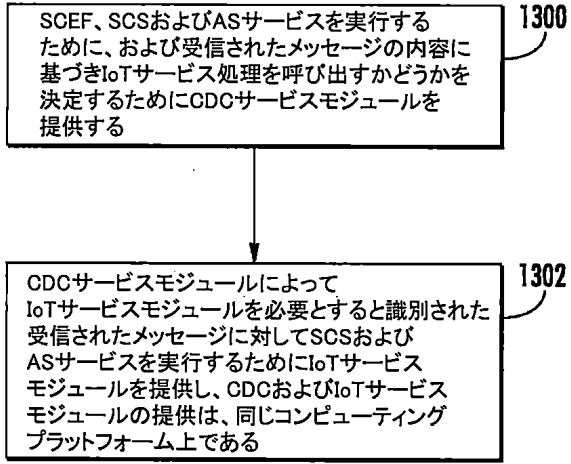 SCEF、SCSおよびASサービスを実行する
ために、および受信されたメッセージの内容に
基づきIoTサービス処理を呼び出すかどうかを
決定するためにCDCサービスモジュールを
提供する
1300
CDCサービスモジュールによって
IoTサービスモジュールを必要とすると識別された
受信されたメッセージに対してSCSおよび
ASサービスを実行するためにIoTサービス
モジュールを提供し、CDCおよびIoTサービス
モジュールの提供は、同じコンピューティング
プラットフォーム上である
1302